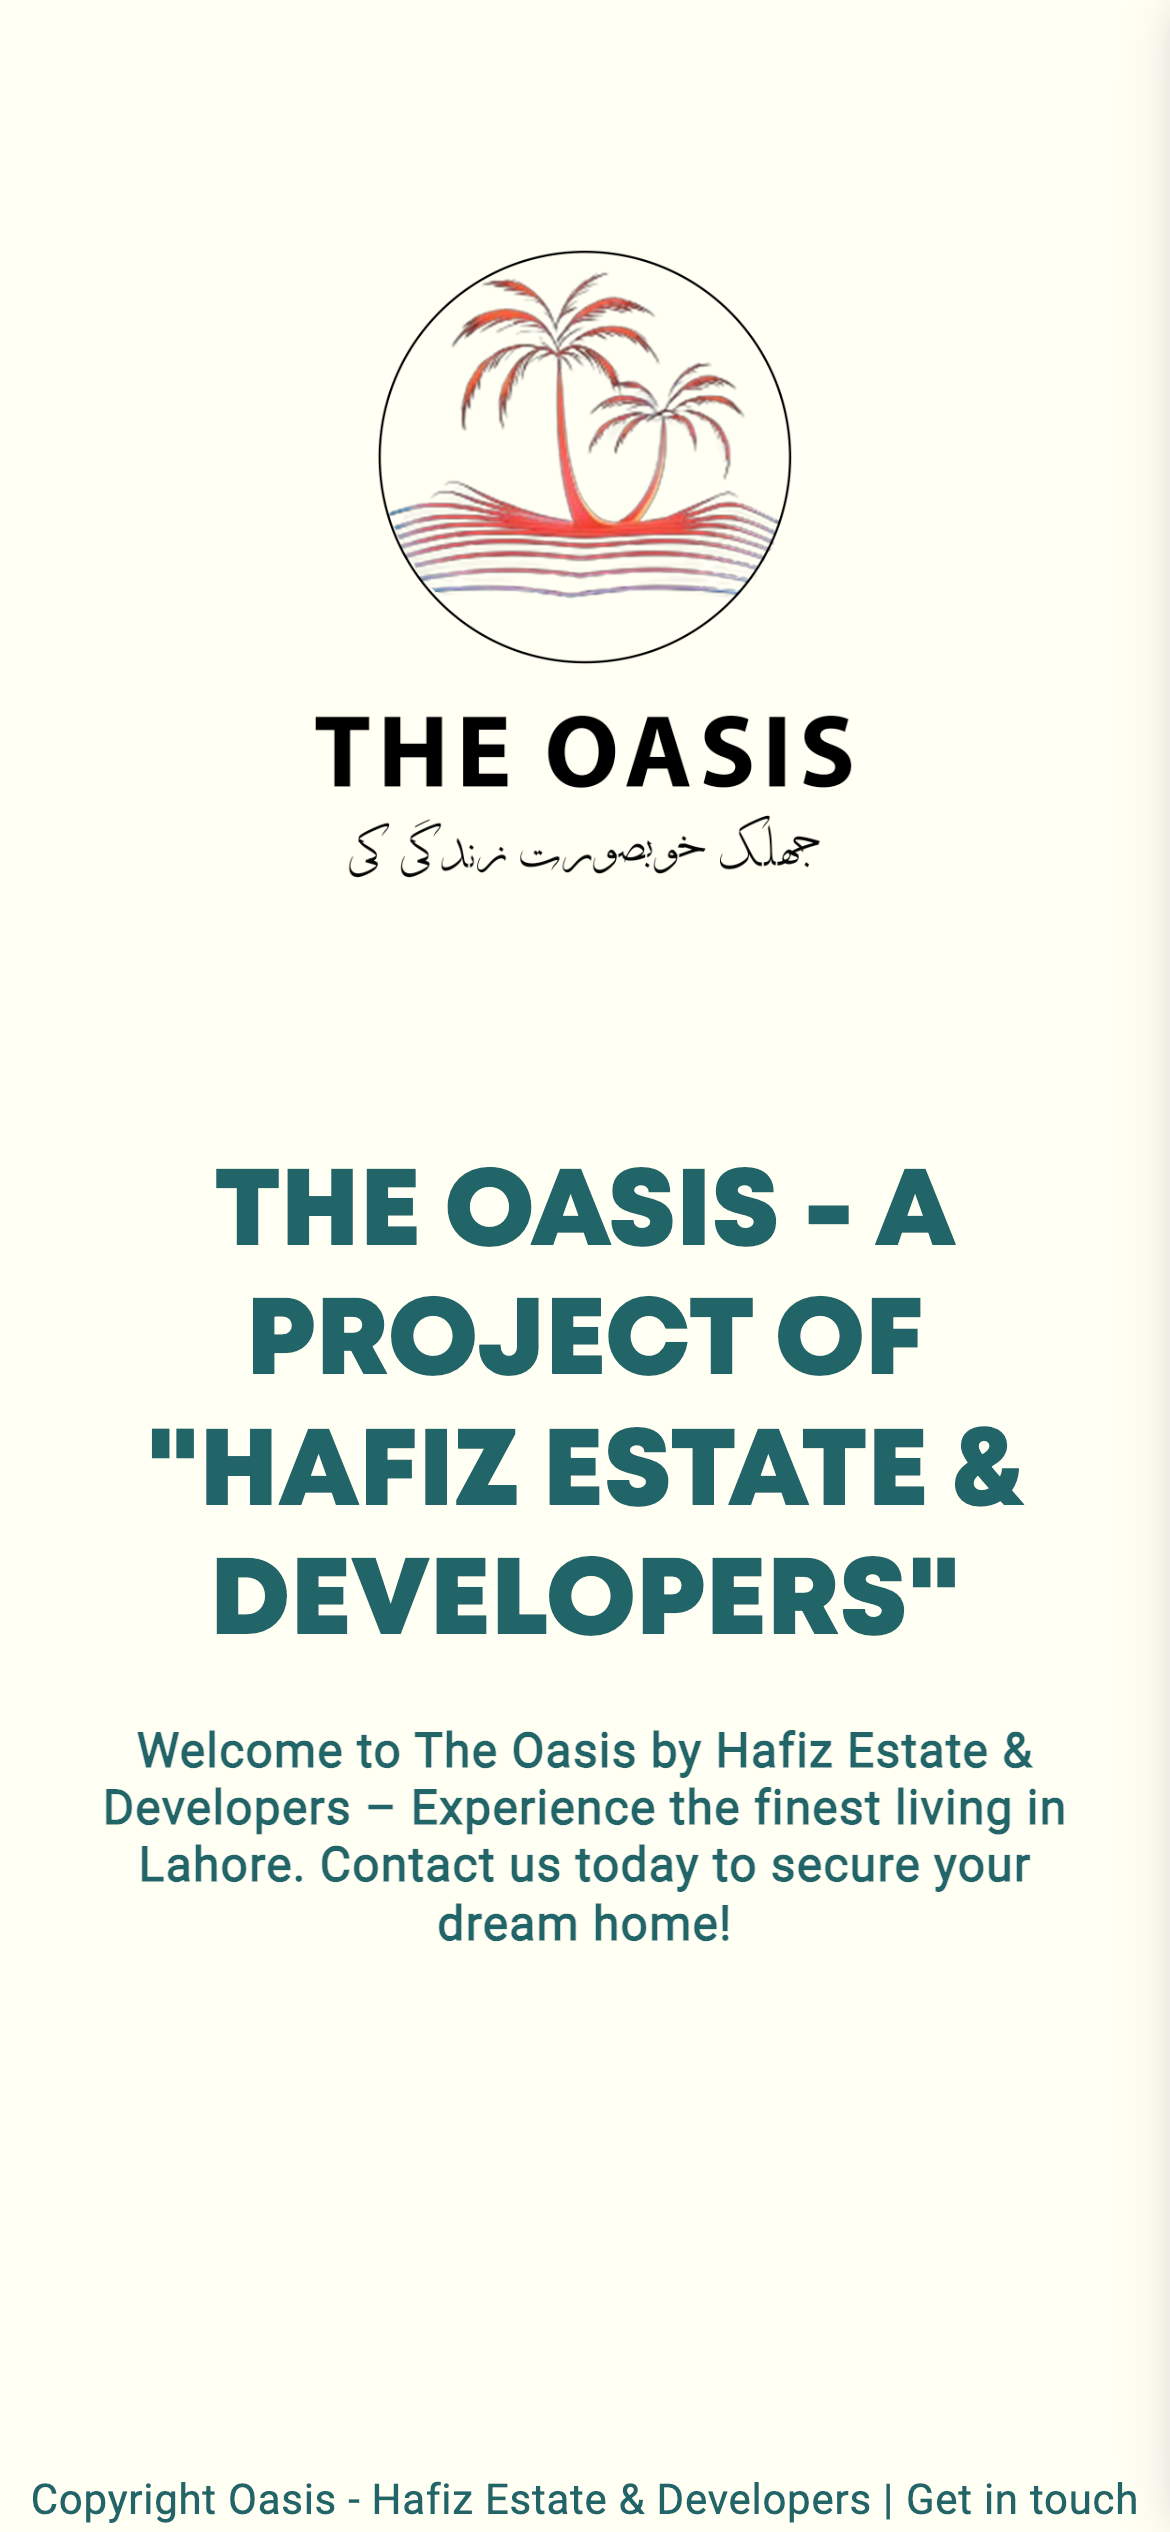 THE OASIS
جھلک خوبصورت زندگی کی
THE OASIS - A
PROJECT OF
"HAFIZ ESTATE &
DEVELOPERS"
Welcome to The Oasis by Hafiz Estate &
Developers – Experience the finest living in
Lahore. Contact us today to secure your
dream home!
Copyright Oasis - Hafiz Estate & Developers | Get in touch